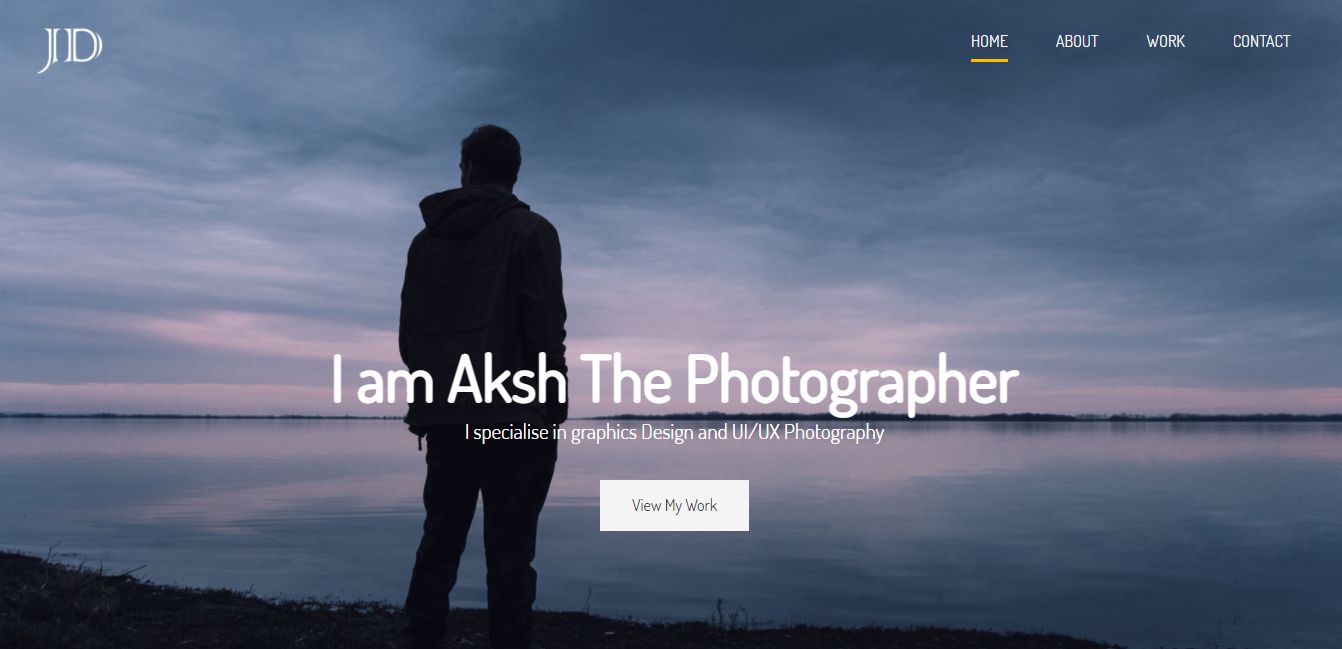 JD
HOME ABOUT WORK CONTACT
I am Aksh The Photographer
I specialise in graphics Design and UI/UX Photography
View My Work